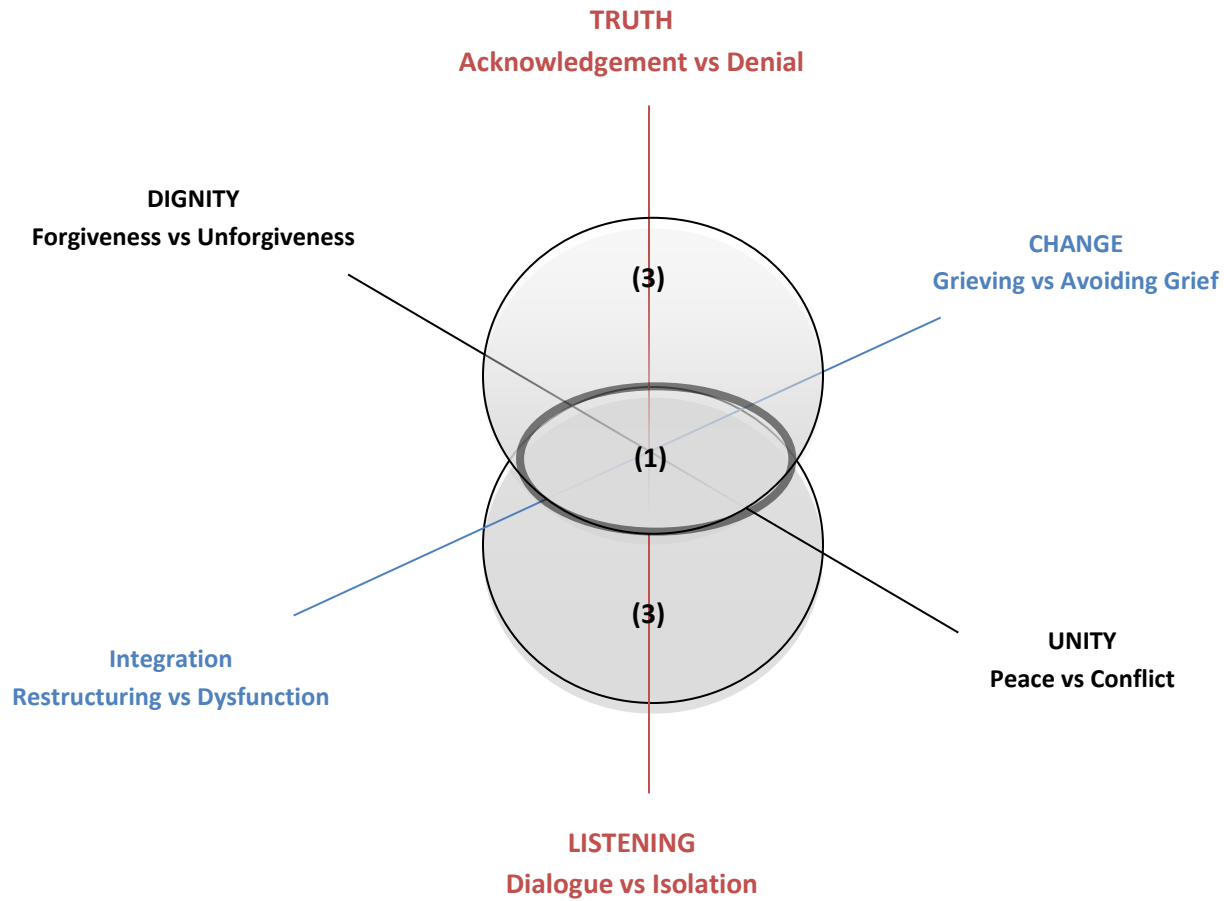 TRUTH
Acknowledgement vs Denial
DIGNITY
Forgiveness vs Unforgiveness
CHANGE
Grieving vs Avoiding Grief
(3)
(1)
(3)
Integration
Restructuring vs Dysfunction
UNITY
Peace vs Conflict
LISTENING
Dialogue vs Isolation